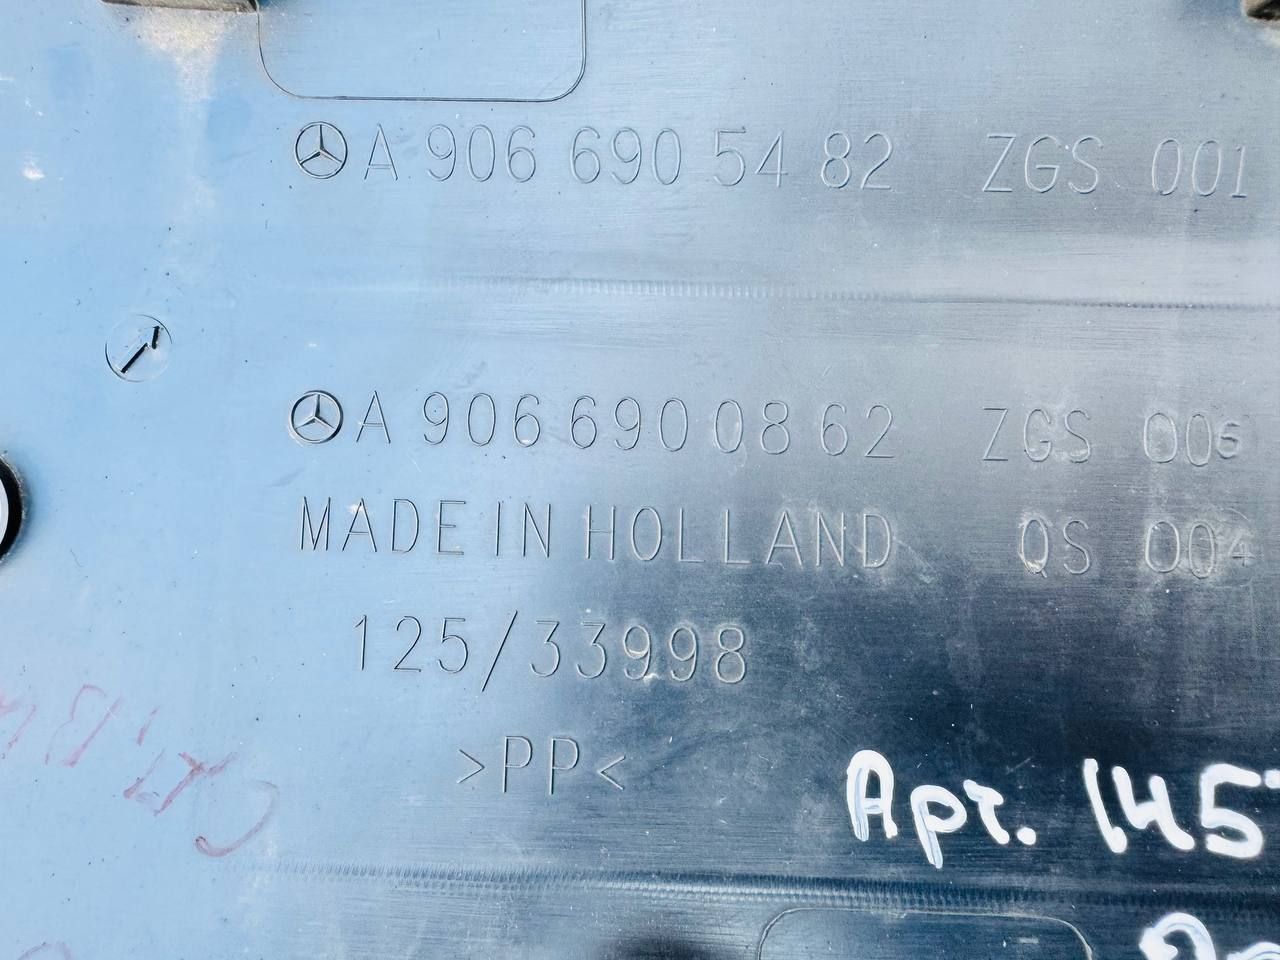 A 906 690 54 82 ZGS 001
A 906 690 08 62 ZGS 006
MADE IN HOLLAND QS 004
125/33998
>PP<
Арт. 145